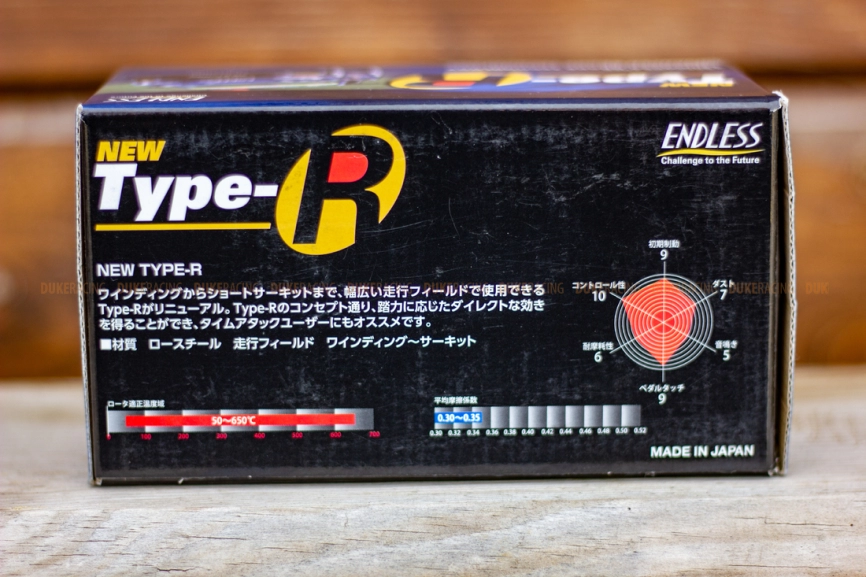 NEW
Type-R
ENDLESS
Challenge to the Future
NEW TYPE-R
ワインディングからショートサーキットまで、幅広い走行フィールドで使用できる
Type-Rがリニューアル。Type-Rのコンセプト通り、踏力に応じたダイレクトな効き
を得ることができ、タイムアタックユーザーにもオススメです。
■材質 ロースチール 走行フィールド ワインディング〜サーキット
初期制動
9
コントロール性
10
ダスト
7
耐摩耗性
6
音鳴き
5
ペダルタッチ
9
ロータ適正温度域
50〜650℃
0 100 200 300 400 500 600 700
平均摩擦係数
0.30〜0.35
0.30 0.32 0.34 0.36 0.38 0.40 0.42 0.44 0.46 0.48 0.50 0.52
MADE IN JAPAN
DUKERACING DUKERACING DUKERACING DUKERACING DUKERACING DUKERACING DUKERACING DUKERACING DUK